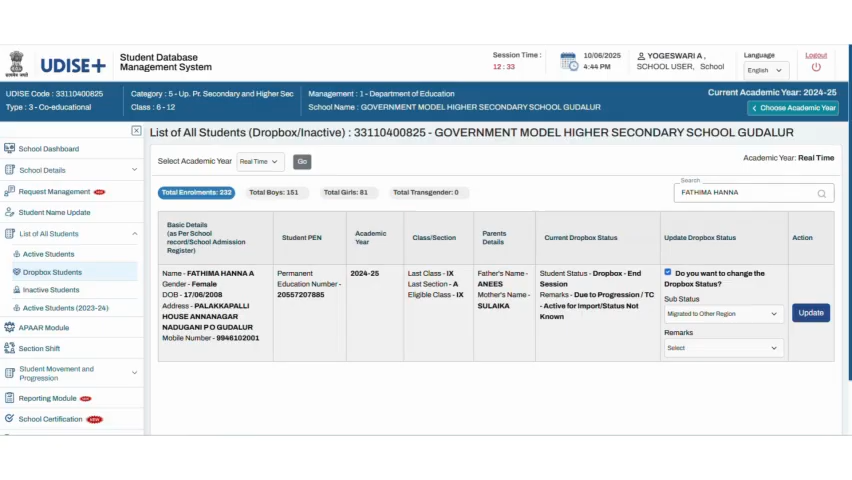 UDISE+
Student Database
Management System
Session Time :
12 : 33
10/06/2025
4:44 PM
YOGESWARI A ,
SCHOOL USER, School
Language
English
Logout
UDISE Code : 33110400825
Type : 3 - Co-educational
Category : 5 - Up. Pr. Secondary and Higher Sec
Class : 6 - 12
Management : 1 - Department of Education
School Name : GOVERNMENT MODEL HIGHER SECONDARY SCHOOL GUDALUR
Current Academic Year: 2024-25
Choose Academic Year
School Dashboard
School Details
Request Management
Student Name Update
List of All Students
Active Students
Dropbox Students
Inactive Students
Active Students (2023-24)
APAAR Module
Section Shift
Student Movement and
Progression
Reporting Module
School Certification NEW
List of All Students (Dropbox/Inactive) : 33110400825 - GOVERNMENT MODEL HIGHER SECONDARY SCHOOL GUDALUR
Select Academic Year
Real Time
Go
Academic Year: Real Time
Total Enrolments: 232
Total Boys: 151
Total Girls: 81
Total Transgender: 0
Search
FATHIMA HANNA
Basic Details
(as Per School
record/School Admission
Register)
Student PEN
Academic
Year
Class/Section
Parents
Details
Current Dropbox Status
Update Dropbox Status
Action
Name - FATHIMA HANNA A
Gender - Female
DOB - 17/06/2008
Address - PALAKKAPALLI
HOUSE ANNANAGAR
NADUGANI P O GUDALUR
Mobile Number - 9946102001
Permanent
Education Number -
20557207885
2024-25
Last Class - IX
Last Section - A
Eligible Class - IX
Father's Name -
ANEES
Mother's Name -
SULAIKA
Student Status - Dropbox - End
Session
Remarks - Due to Progression / TC
- Active for Import/Status Not
Known
Do you want to change the
Dropbox Status?
Sub Status
Migrated to Other Region
Remarks
Select
Update